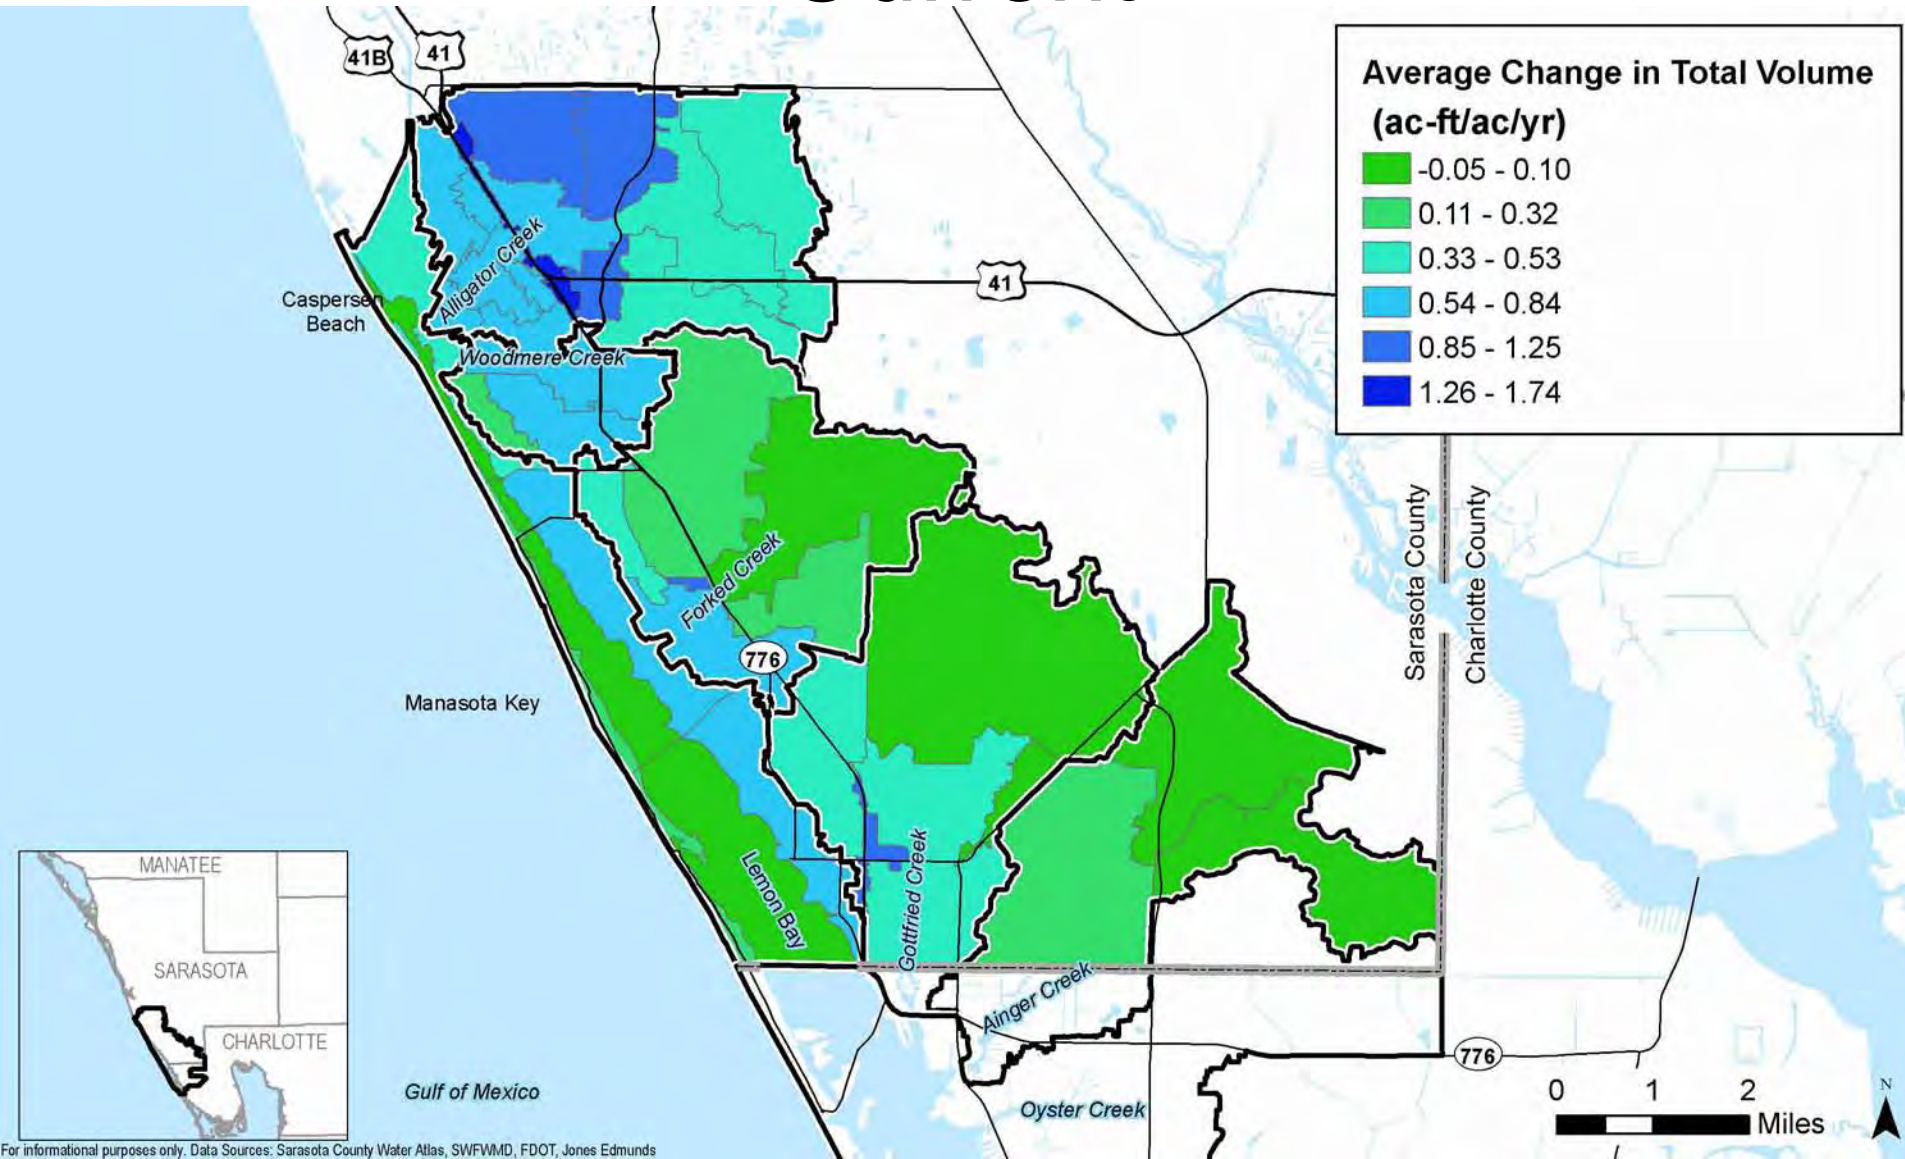 41B
41
Average Change in Total Volume
(ac-ft/ac/yr)
-0.05 - 0.10
0.11 - 0.32
0.33 - 0.53
0.54 - 0.84
0.85 - 1.25
1.26 - 1.74
Alligator Creek
41
Caspersen
Beach
Woodmere Creek
Sarasota County
Charlotte County
Forked Creek
776
Manasota Key
Lemon Bay
Gottfried Creek
MANATEE
SARASOTA
CHARLOTTE
Ainger Creek
776
Gulf of Mexico
Oyster Creek
0 1 2
Miles
N
For informational purposes only. Data Sources: Sarasota County Water Atlas, SWFWMD, FDOT, Jones Edmunds